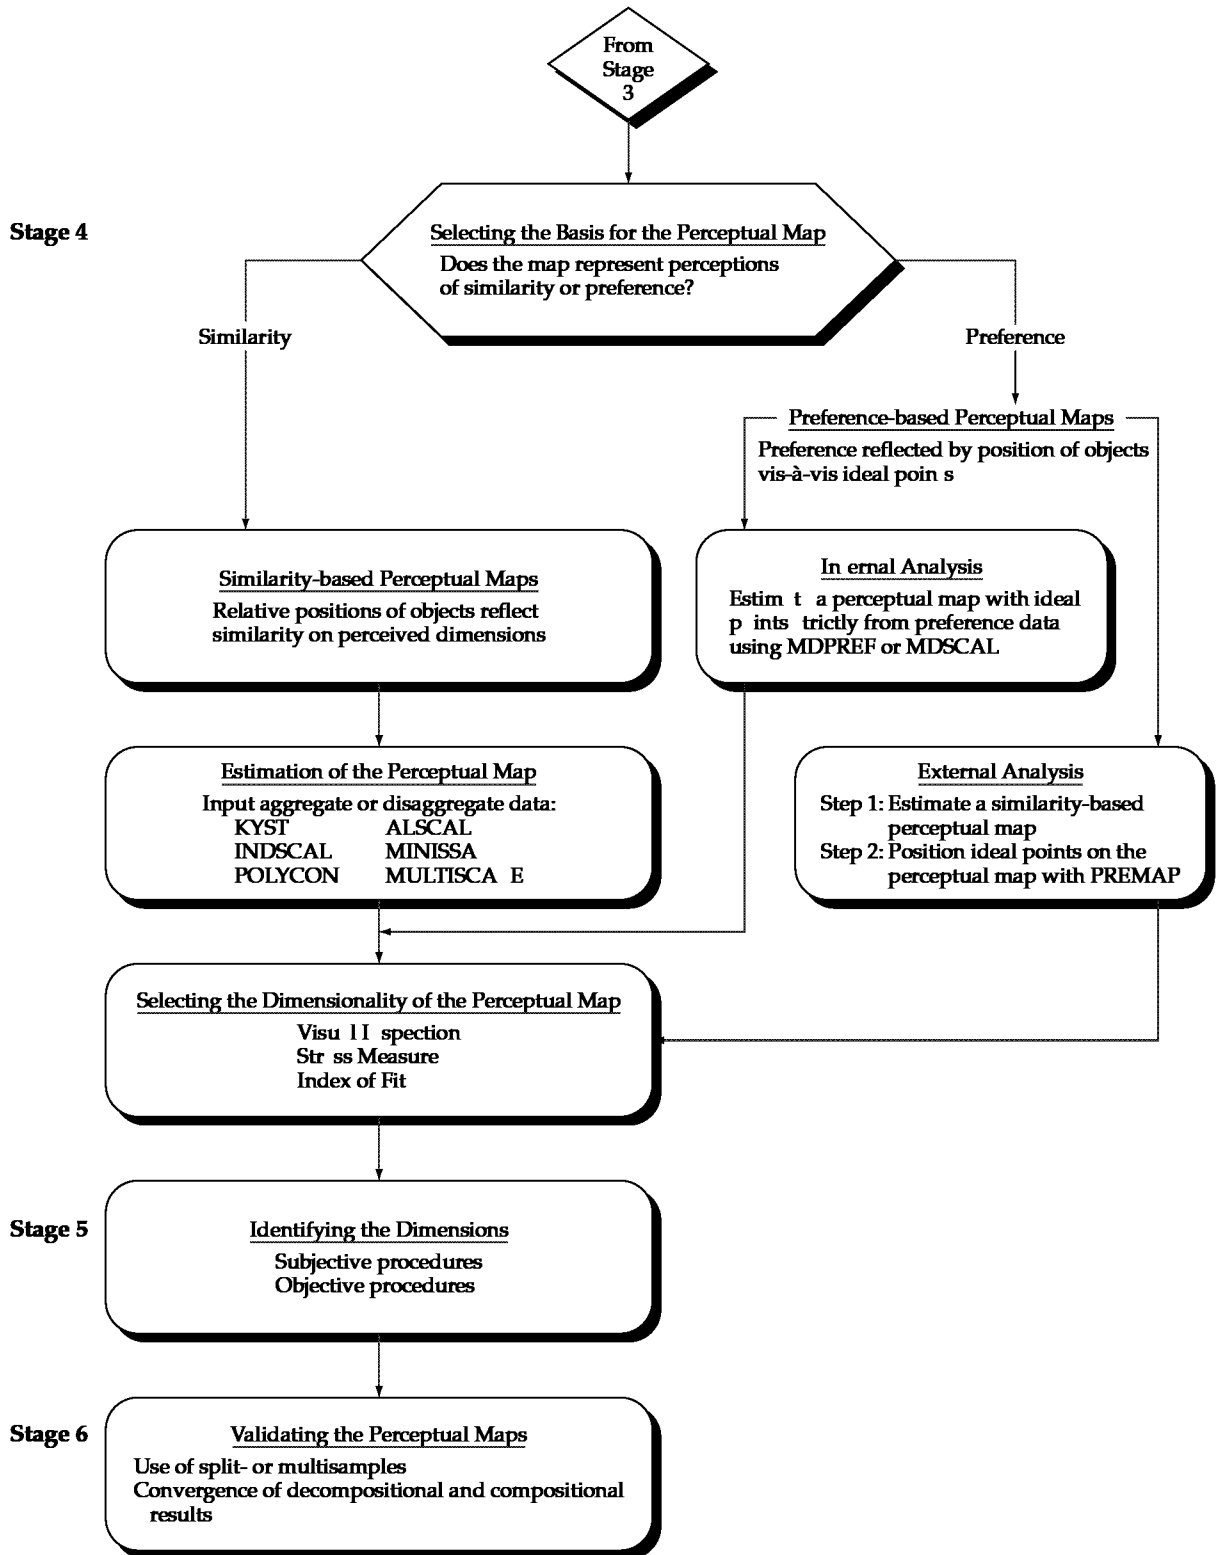 From
Stage
3
Stage 4
Selecting the Basis for the Perceptual Map
Does the map represent perceptions
of similarity or preference?
Similarity
Preference
Preference-based Perceptual Maps
Preference reflected by position of objects
vis-à-vis ideal poin s
Similarity-based Perceptual Maps
Relative positions of objects reflect
similarity on perceived dimensions
In ernal Analysis
Estim t a perceptual map with ideal
p ints trictly from preference data
using MDPREF or MDSCAL
Estimation of the Perceptual Map
Input aggregate or disaggregate data:
KYST ALSCAL
INDSCAL MINISSA
POLYCON MULTISCA E
External Analysis
Step 1: Estimate a similarity-based
perceptual map
Step 2: Position ideal points on the
perceptual map with PREMAP
Selecting the Dimensionality of the Perceptual Map
Visu l I spection
Str ss Measure
Index of Fit
Stage 5
Identifying the Dimensions
Subjective procedures
Objective procedures
Stage 6
Validating the Perceptual Maps
Use of split- or multisamples
Convergence of decompositional and compositional
results